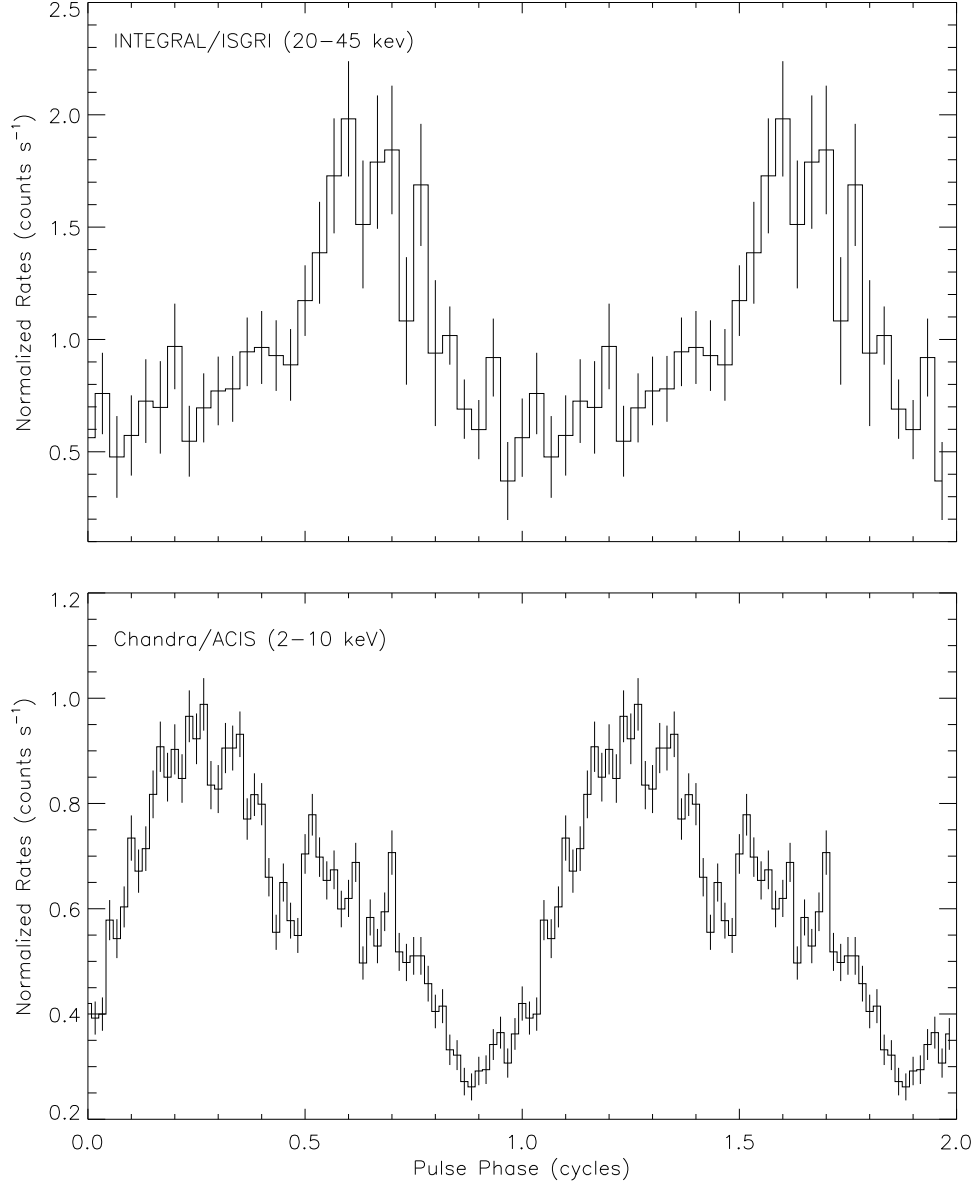 INTEGRAL/ISGRI (20−45 kev)
2.5
2.0
1.5
1.0
0.5
Normalized Rates (counts s⁻¹)
Chandra/ACIS (2−10 keV)
1.2
1.0
0.8
0.6
0.4
0.2
Normalized Rates (counts s⁻¹)
0.0 0.5 1.0 1.5 2.0
Pulse Phase (cycles)